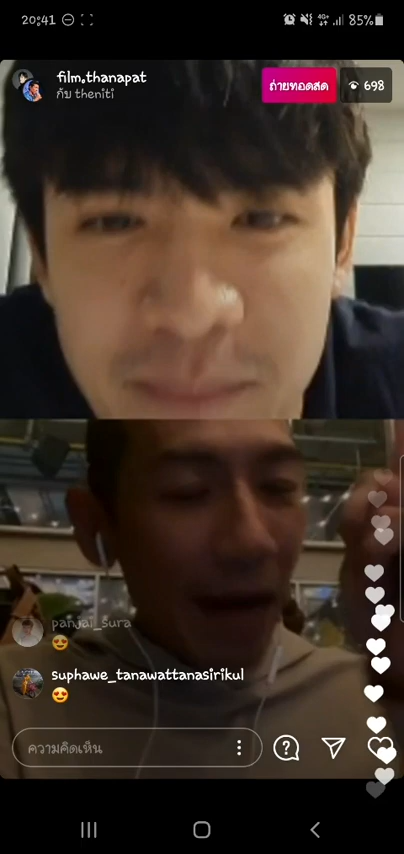 20:41
4G+
85%
film,thanapat
กับ theniti
ถ่ายทอดสด
698
panjai_sura
suphawe_tanawattanasirikul
ความคิดเห็น